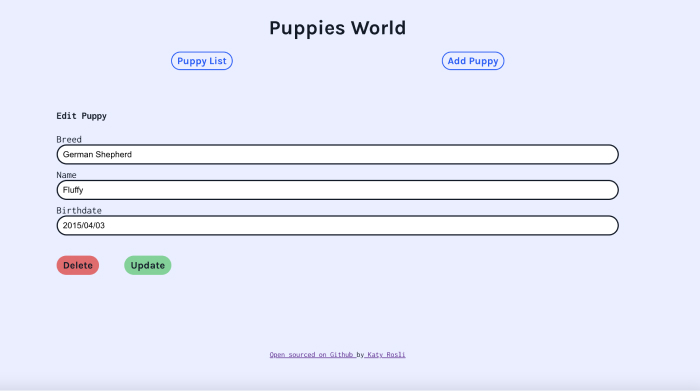 Puppies World
Puppy List Add Puppy
Edit Puppy
Breed
German Shepherd
Name
Fluffy
Birthdate
2015/04/03
Delete Update
Open sourced on Github by Katy Rosli